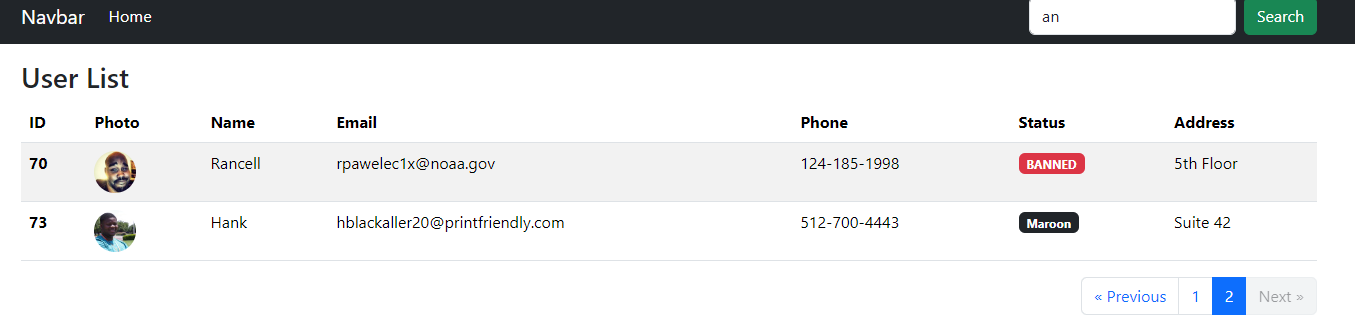 Navbar Home an Search
User List
ID Photo Name Email Phone Status Address
70 Rancell rpawelec1x@noaa.gov 124-185-1998 BANNED 5th Floor
73 Hank hblackaller20@printfriendly.com 512-700-4443 Maroon Suite 42
« Previous 1 2 Next »